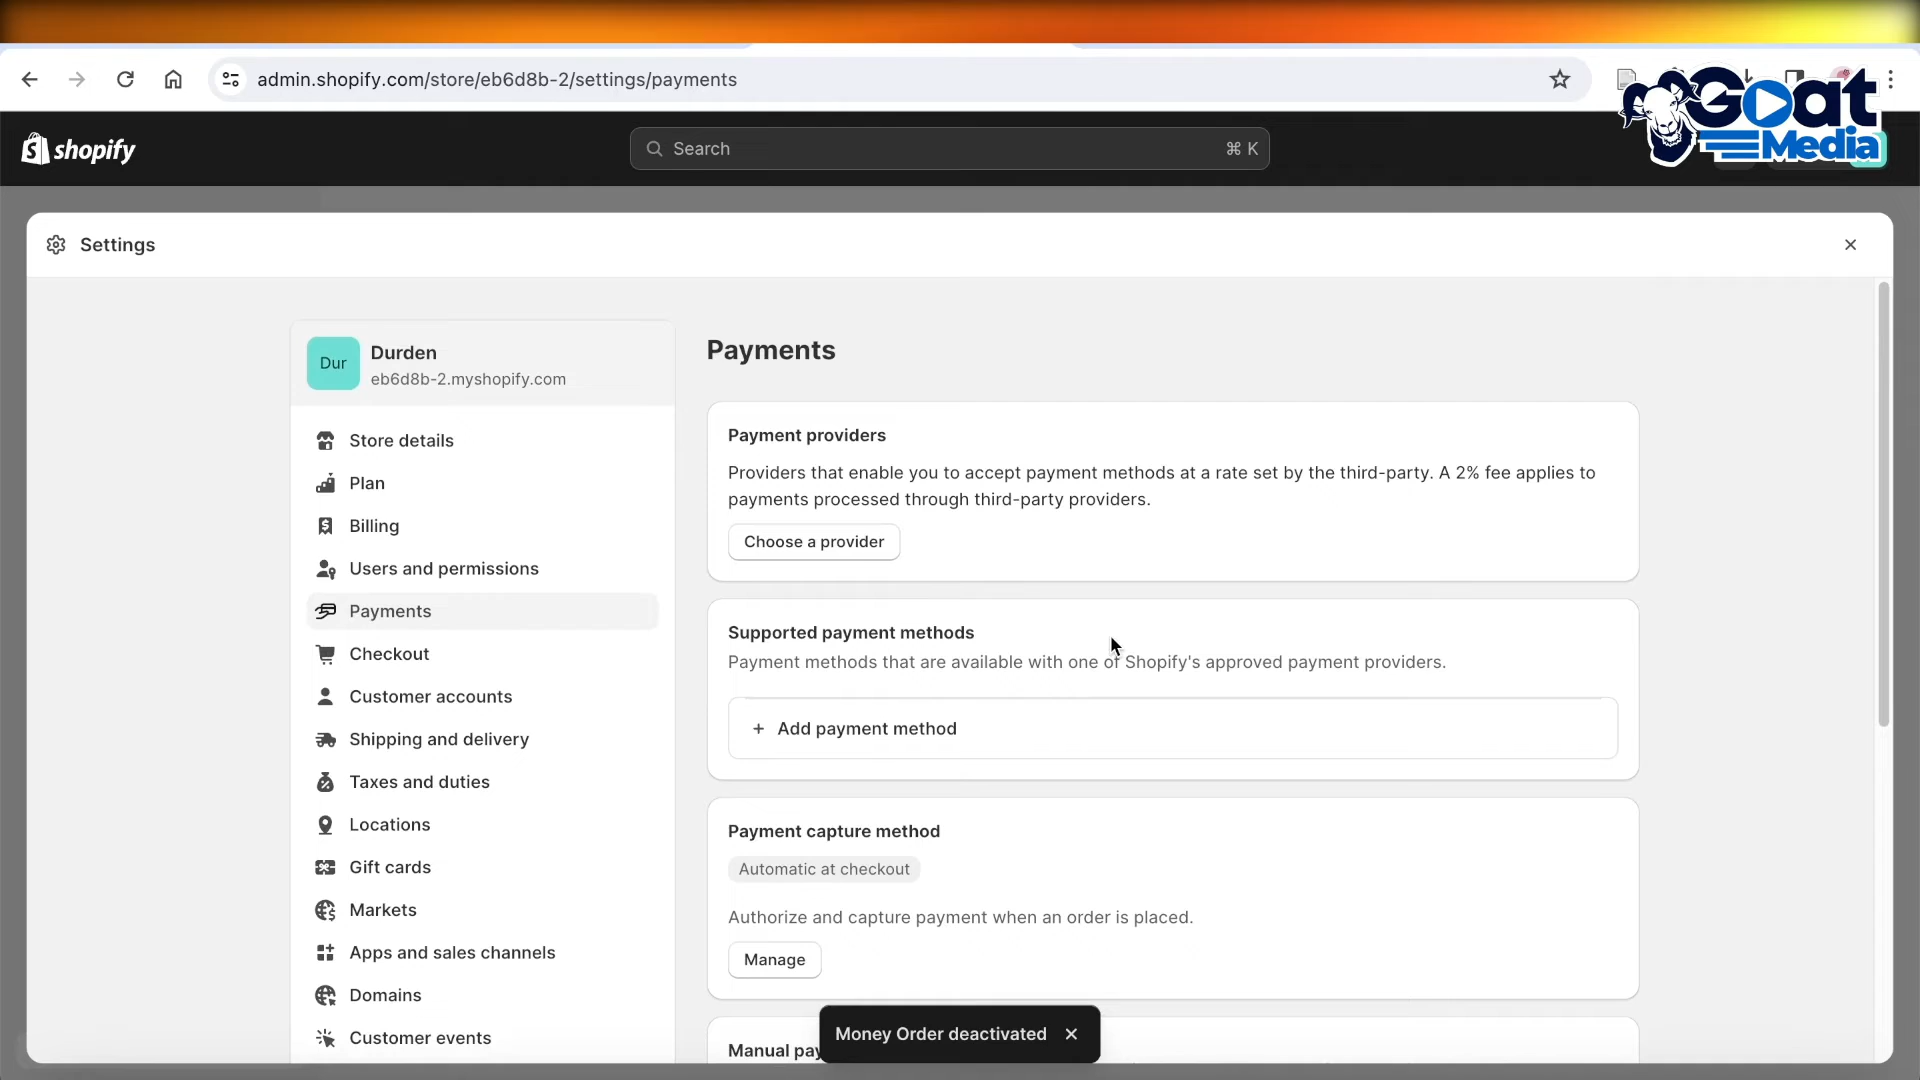 admin.shopify.com/store/eb6d8b-2/settings/payments
Goat
Media
shopify
Search
⌘ K
Settings
Dur
Durden
eb6d8b-2.myshopify.com
Store details
Plan
Billing
Users and permissions
Payments
Checkout
Customer accounts
Shipping and delivery
Taxes and duties
Locations
Gift cards
Markets
Apps and sales channels
Domains
Customer events
Payments
Payment providers
Providers that enable you to accept payment methods at a rate set by the third-party. A 2% fee applies to
payments processed through third-party providers.
Choose a provider
Supported payment methods
Payment methods that are available with one of Shopify's approved payment providers.
+ Add payment method
Payment capture method
Automatic at checkout
Authorize and capture payment when an order is placed.
Manage
Manual
Money Order deactivated